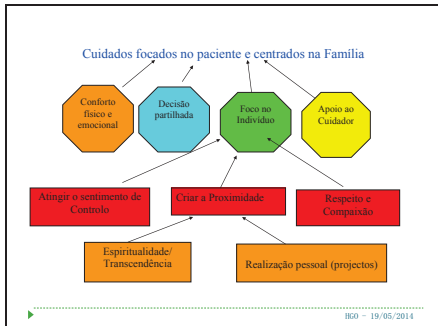 Cuidados focados no paciente e centrados na Família
Conforto
físico e
emocional
Decisão
partilhada
Foco no
Indivíduo
Apoio ao
Cuidador
Atingir o sentimento de
Controlo
Criar a Proximidade
Respeito e
Compaixão
Espiritualidade/
Transcendência
Realização pessoal (projectos)
HGO - 19/05/2014